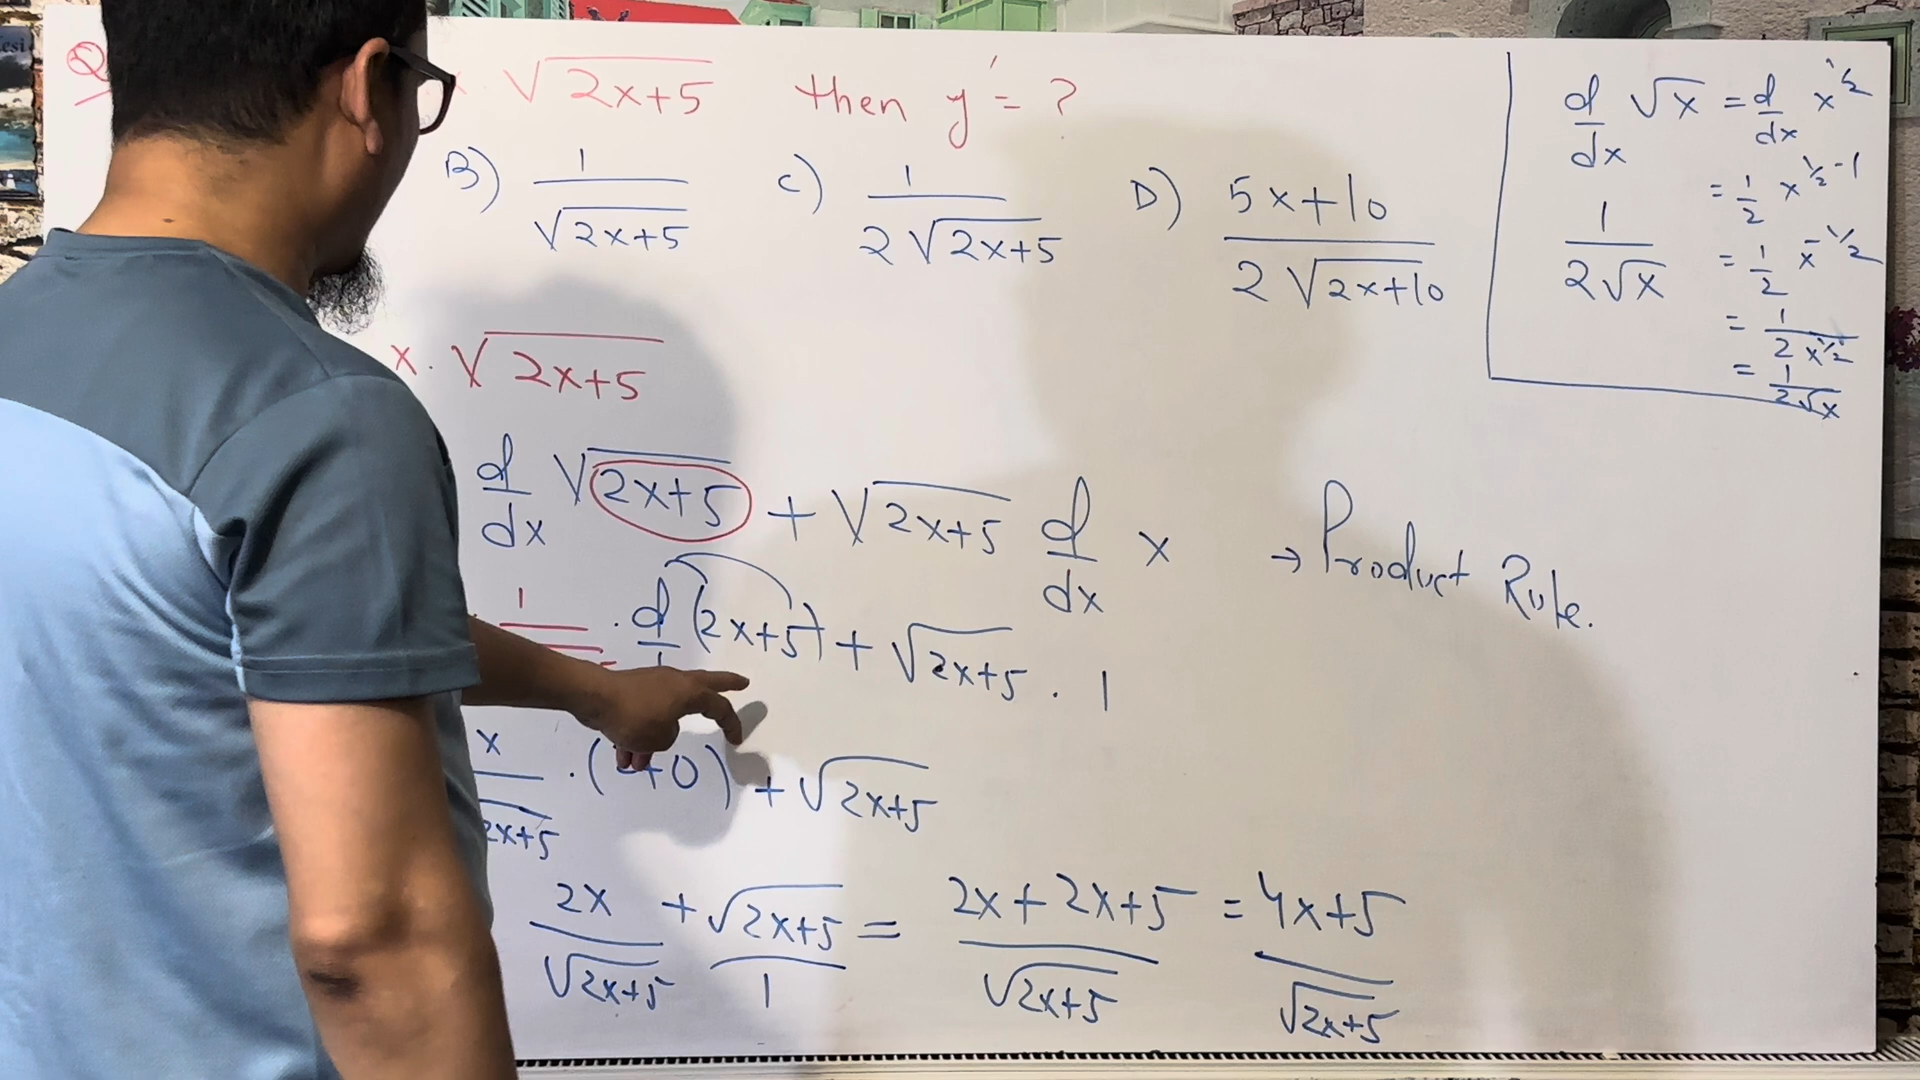 Q x. √(2x+5) then y' = ?
B) 1/√(2x+5) C) 1/(2√(2x+5)) D) (5x+10)/(2√(2x+10))
x. √(2x+5)
d/dx √(2x+5) + √(2x+5) d/dx x → Product Rule.
1 · d (2x+5) + √(2x+5) . 1
x/√(2x+5) . ( +0) + √(2x+5)
2x/√(2x+5) + √(2x+5)/1 = (2x+2x+5)/√(2x+5) = (4x+5)/√(2x+5)
d/dx √x = d/dx x^1/2
= 1/2 x^1/2-1
1/(2√x) = 1/2 x^-1/2
= 1/(2x^1/2)
= 1/(2√x)